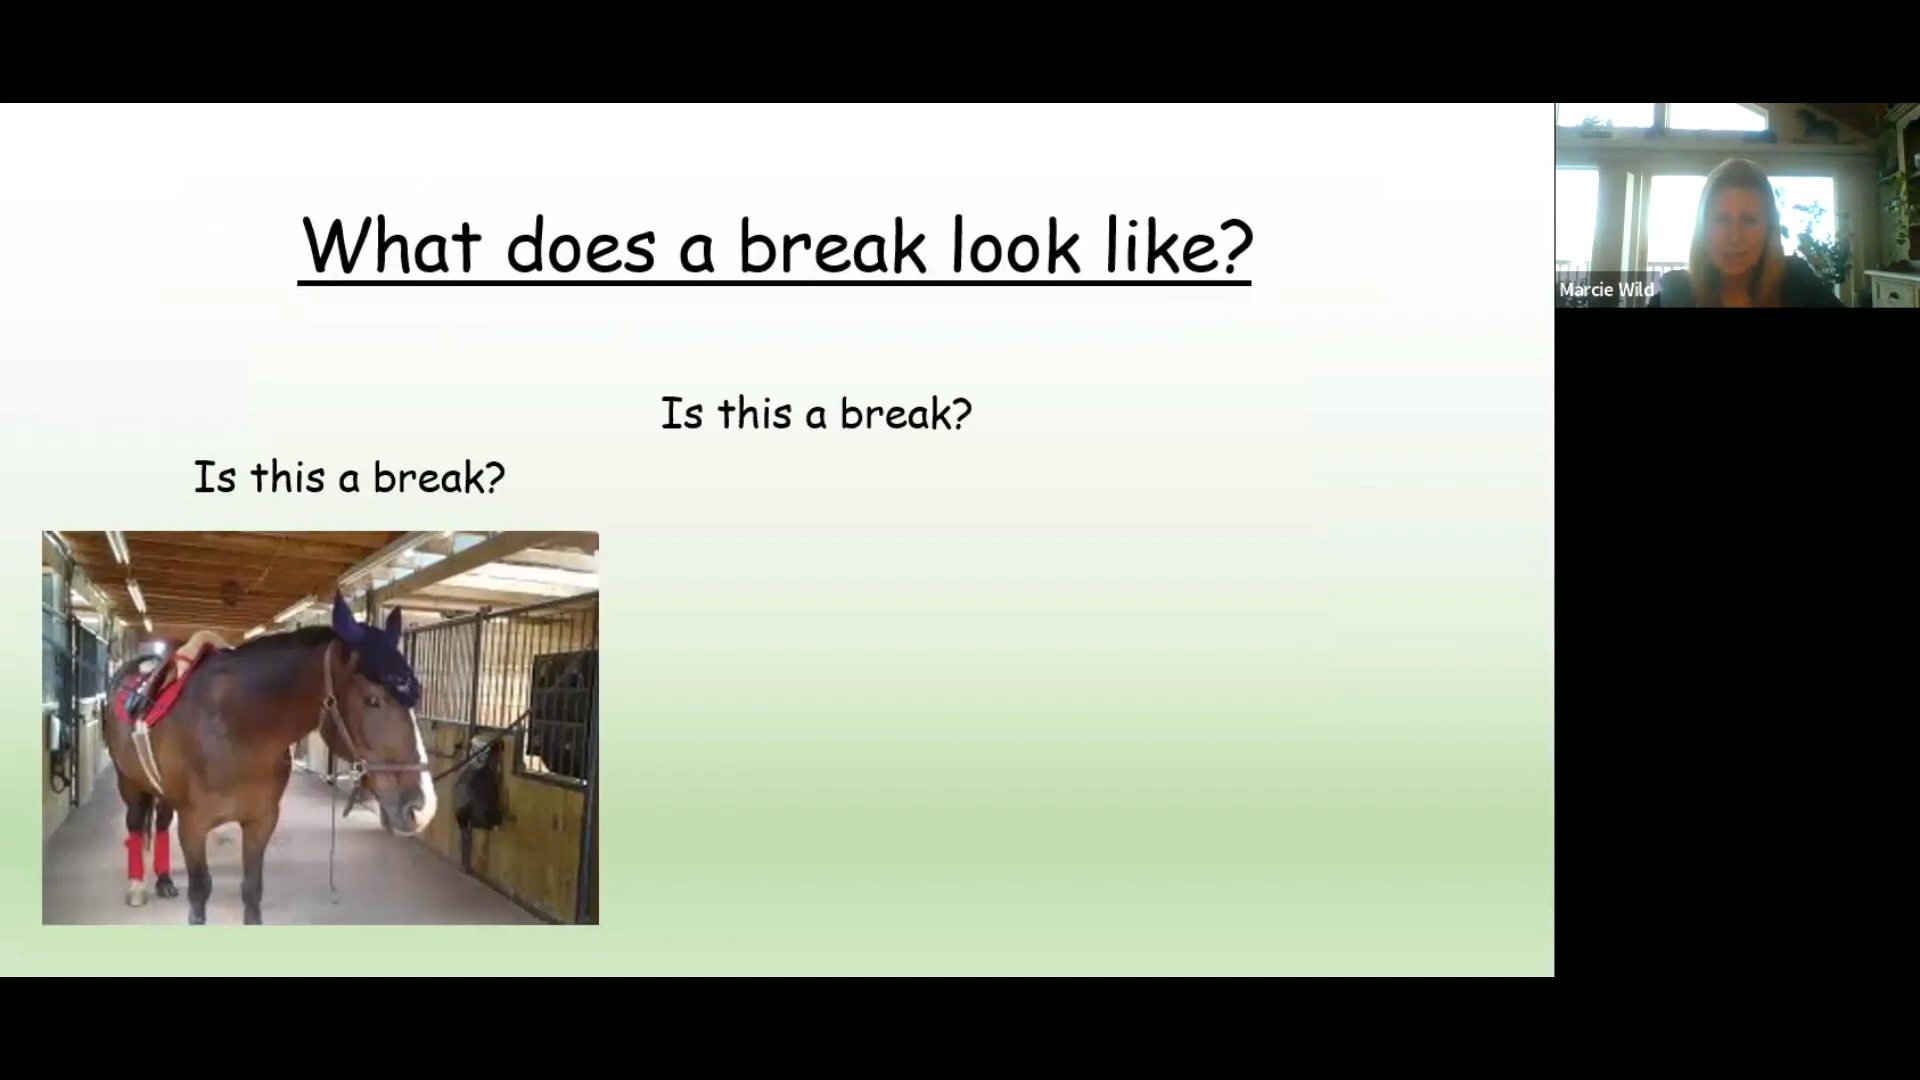 What does a break look like?
Is this a break?
Is this a break?
Marcie Wild